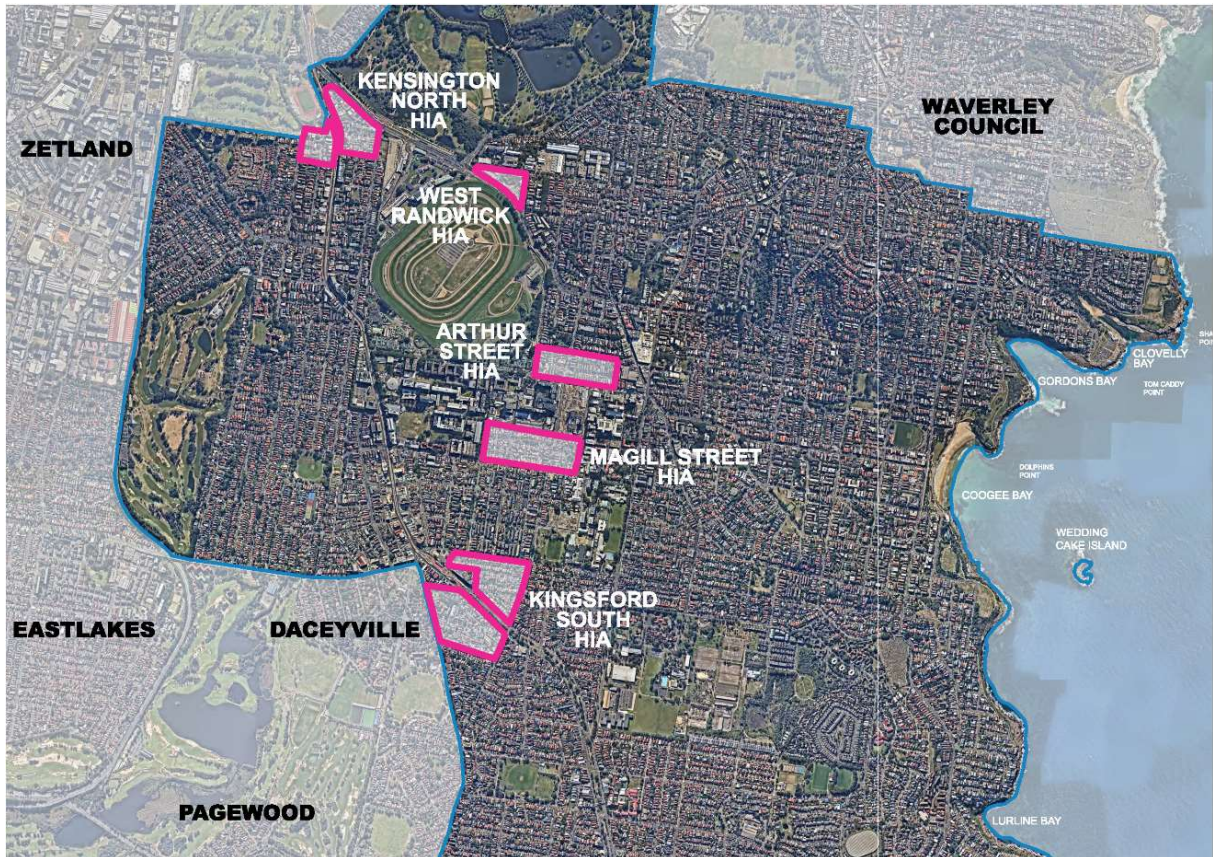 KENSINGTON
NORTH
HIA
WAVERLEY
COUNCIL
ZETLAND
WEST
RANDWICK
HIA
ARTHUR
STREET
HIA
CLOVELLY
BAY
GORDONS BAY
TOM CADDY
POINT
MAGILL STREET
HIA
DOLPHINS
POINT
COOGEE BAY
WEDDING
CAKE ISLAND
KINGSFORD
SOUTH
HIA
EASTLAKES
DACEYVILLE
PAGEWOOD
LURLINE BAY